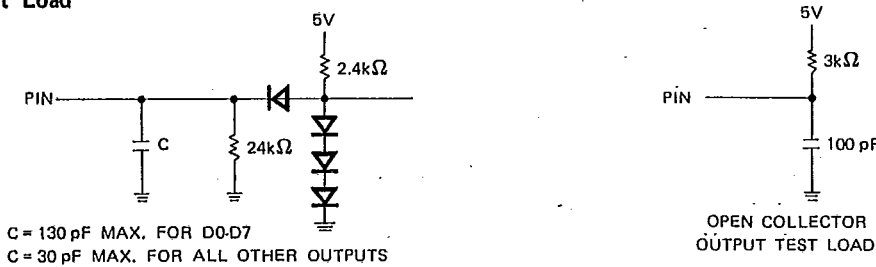 t Load
5V
2.4kΩ
PIN
C
24kΩ
C = 130 pF MAX. FOR D0-D7
C = 30 pF MAX. FOR ALL OTHER OUTPUTS
5V
3kΩ
PIN
100 pF
OPEN COLLECTOR
OUTPUT TEST LOAD